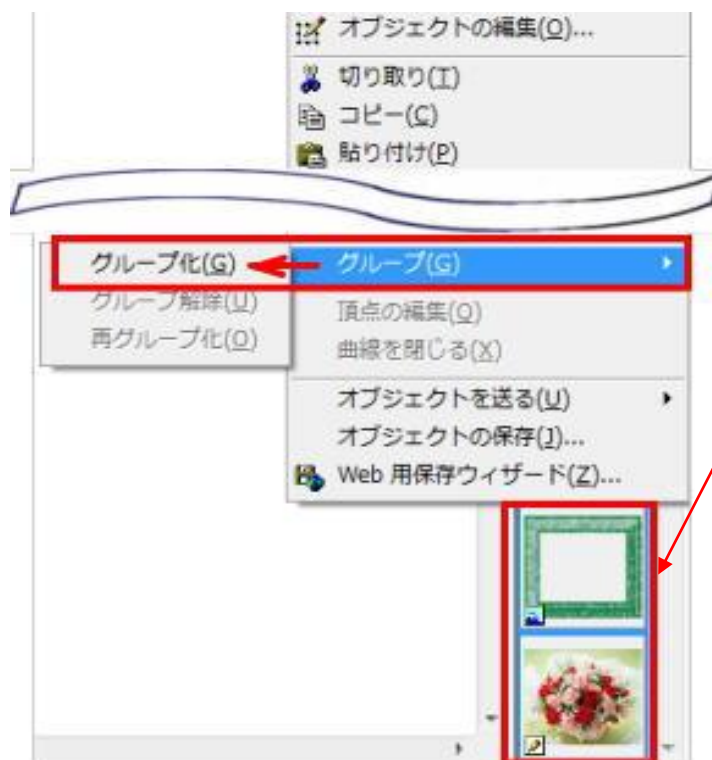 オブジェクトの編集(O)...
切り取り(T)
コピー(C)
貼り付け(P)
グループ(G)
グループ化(G)
グループ解除(U)
再グループ化(O)
頂点の編集(Q)
曲線を閉じる(X)
オブジェクトを送る(U)
オブジェクトの保存(J)...
Web 用保存ウィザード(Z)...